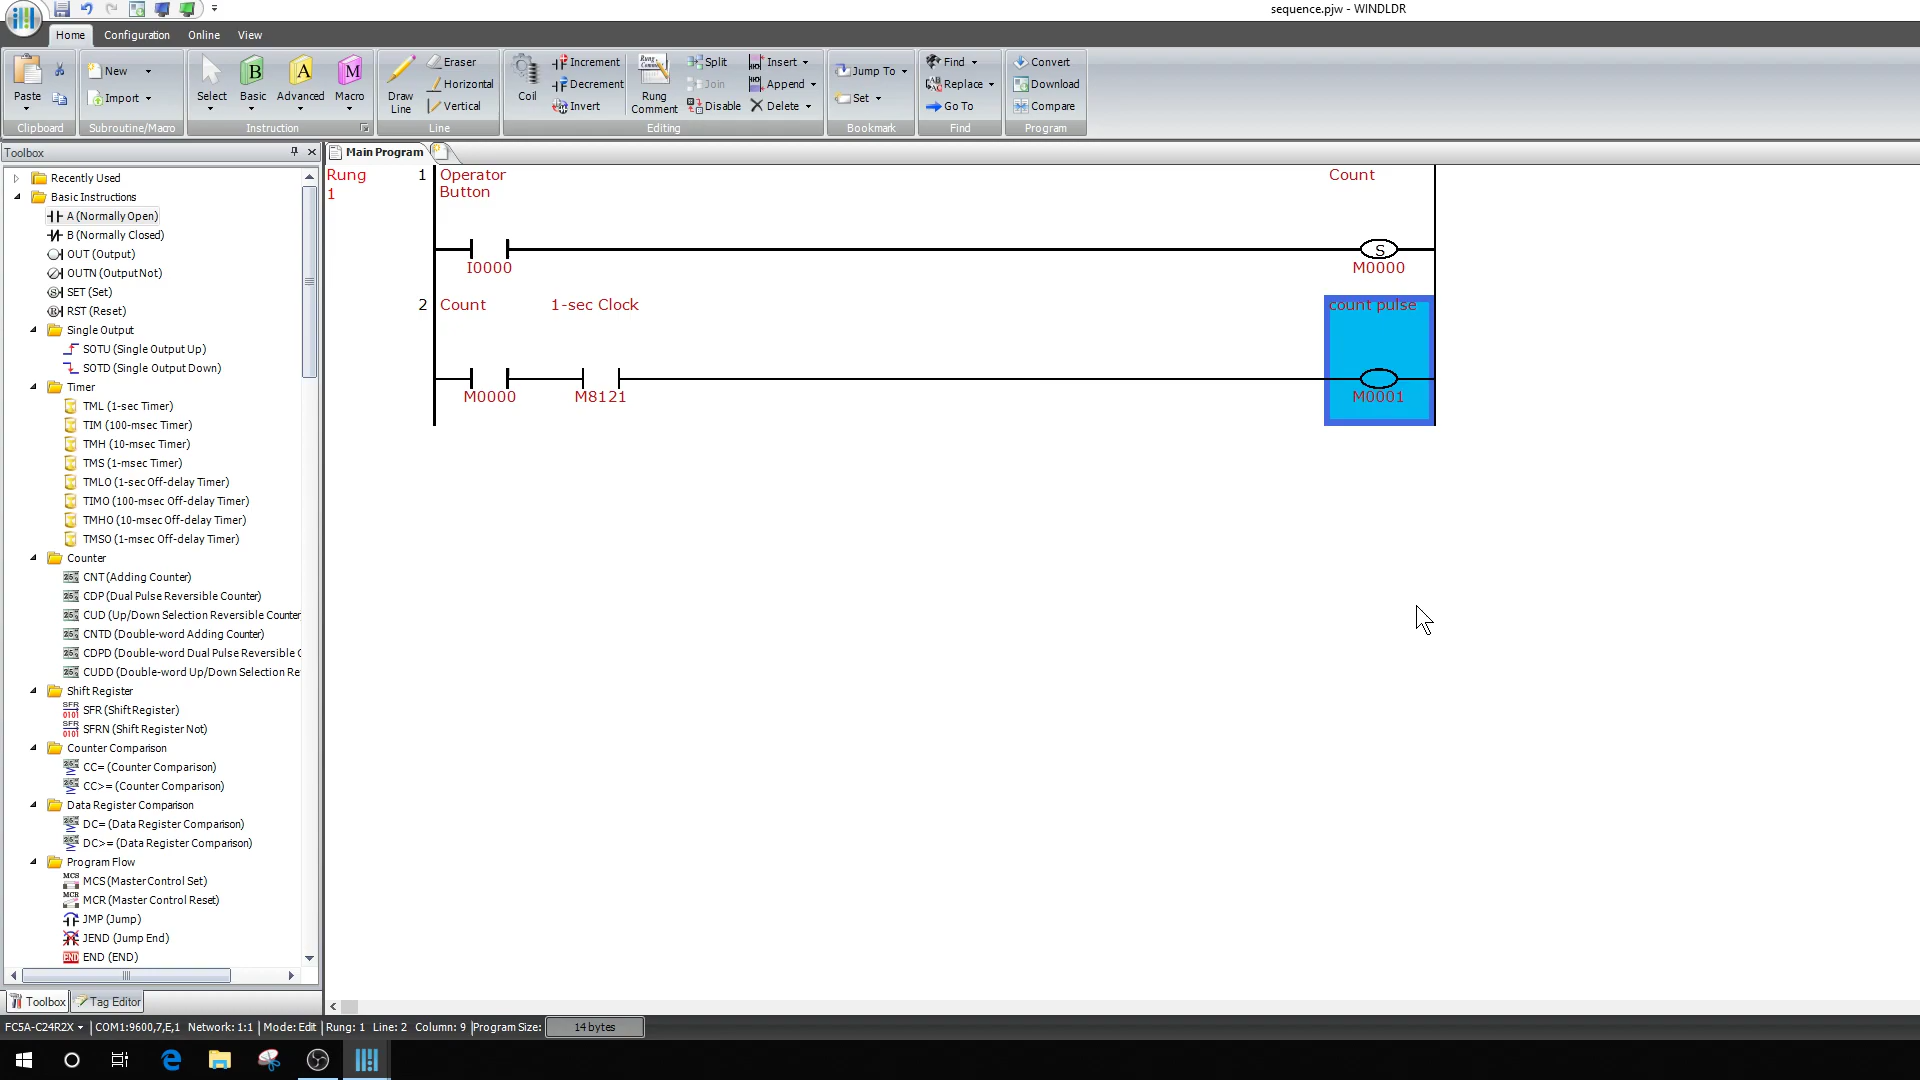 sequence.pjw - WINDLDR
Home Configuration Online View
Paste
Clipboard
New
Import
Subroutine/Macro
Select Basic Advanced Macro
B A M
Instruction
Draw Line
Eraser
Horizontal
Vertical
Line
Coil
Increment
Decrement
Invert
Rung Comment
Split
Join
Disable
Insert
Append
Delete
Editing
Jump To
Set
Bookmark
Find
Replace
Go To
Find
Convert
Download
Compare
Program
Toolbox
Recently Used
Basic Instructions
A (Normally Open)
B (Normally Closed)
OUT (Output)
OUTN (Output Not)
SET (Set)
RST (Reset)
Single Output
SOTU (Single Output Up)
SOTD (Single Output Down)
Timer
TML (1-sec Timer)
TIM (100-msec Timer)
TMH (10-msec Timer)
TMS (1-msec Timer)
TMLO (1-sec Off-delay Timer)
TIMO (100-msec Off-delay Timer)
TMHO (10-msec Off-delay Timer)
TMSO (1-msec Off-delay Timer)
Counter
CNT (Adding Counter)
CDP (Dual Pulse Reversible Counter)
CUD (Up/Down Selection Reversible Counter
CNTD (Double-word Adding Counter)
CDPD (Double-word Dual Pulse Reversible C
CUDD (Double-word Up/Down Selection Re
Shift Register
SFR (Shift Register)
SFRN (Shift Register Not)
Counter Comparison
CC= (Counter Comparison)
CC>= (Counter Comparison)
Data Register Comparison
DC= (Data Register Comparison)
DC>= (Data Register Comparison)
Program Flow
MCS (Master Control Set)
MCR (Master Control Reset)
JMP (Jump)
JEND (Jump End)
END (END)
Toolbox Tag Editor
Main Program
Rung 1
1 Operator Button
Count
S
I0000
M0000
2 Count 1-sec Clock
count pulse
M0000 M8121
M0001
FC5A-C24R2X COM1:9600,7,E,1 Network: 1:1 Mode: Edit Rung: 1 Line: 2 Column: 9 Program Size: 14 bytes